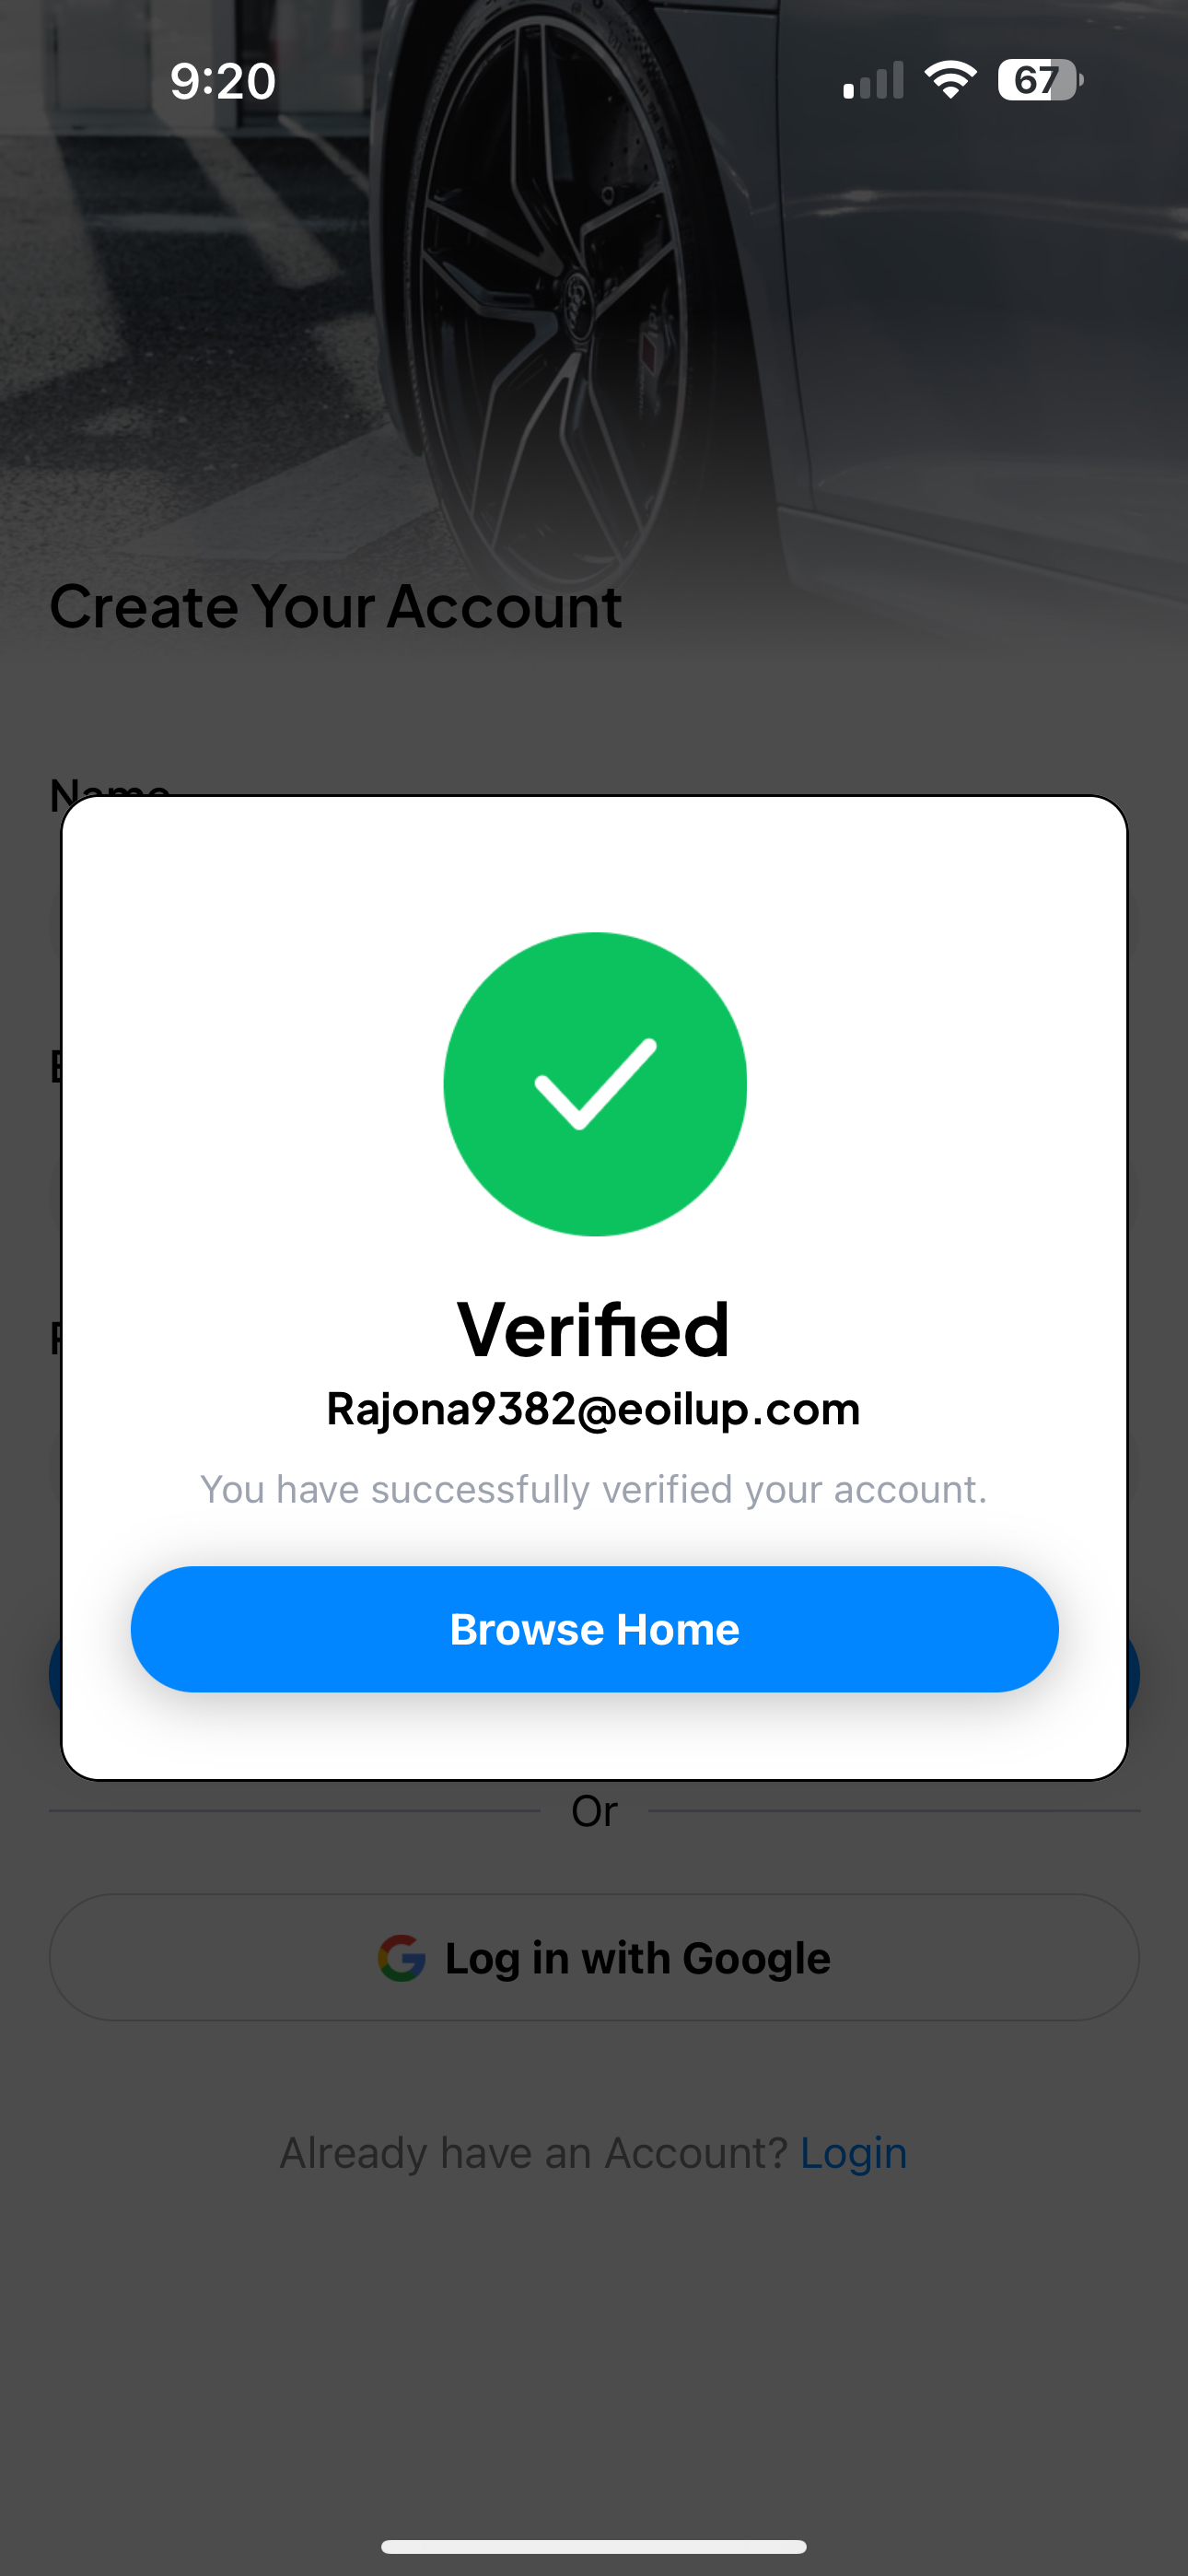 9:20
67
Create Your Account
Name
Verified
Rajona9382@eoilup.com
You have successfully verified your account.
Browse Home
Or
Log in with Google
Already have an Account? Login